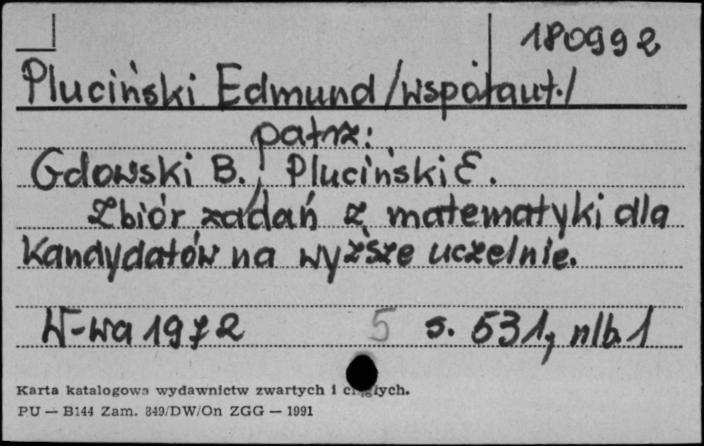 180992
Pluciński Edmund /współaut./
patrz:
Gdowski B., Pluciński E.
Zbiór zadań z matematyki dla
kandydatów na wyższe uczelnie.
W-wa 1972 5 s. 531, nlb. 1
Karta katalogowa wydawnictw zwartych i ciągłych.
PU — B144 Zam. 349/DW/On ZGG — 1991